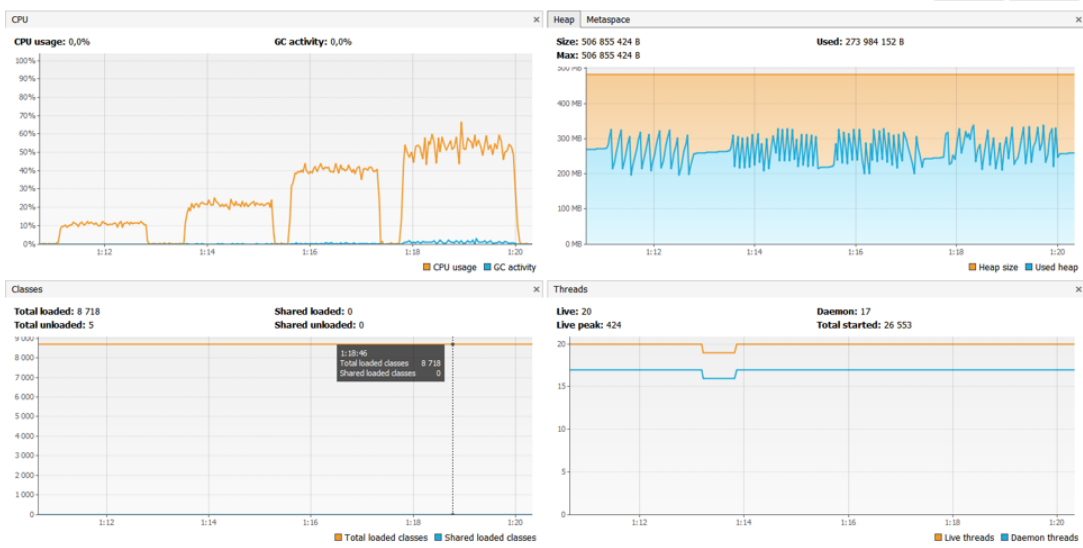 CPU
CPU usage: 0,0% GC activity: 0,0%
100%
90%
80%
70%
60%
50%
40%
30%
20%
10%
0%
1:12 1:14 1:16 1:18 1:20
CPU usage GC activity
Heap Metaspace
Size: 506 855 424 B Used: 273 984 152 B
Max: 506 855 424 B
500 MB
400 MB
300 MB
200 MB
100 MB
0 MB
1:12 1:14 1:16 1:18 1:20
Heap size Used heap
Classes
Total loaded: 8 718 Shared loaded: 0
Total unloaded: 5 Shared unloaded: 0
9 000
8 000
7 000
6 000
5 000
4 000
3 000
2 000
1 000
0
1:18:46
Total loaded classes 8 718
Shared loaded classes 0
1:12 1:14 1:16 1:18 1:20
Total loaded classes Shared loaded classes
Threads
Live: 20 Daemon: 17
Live peak: 424 Total started: 26 553
20
15
10
5
0
1:12 1:14 1:16 1:18 1:20
Live threads Daemon threads